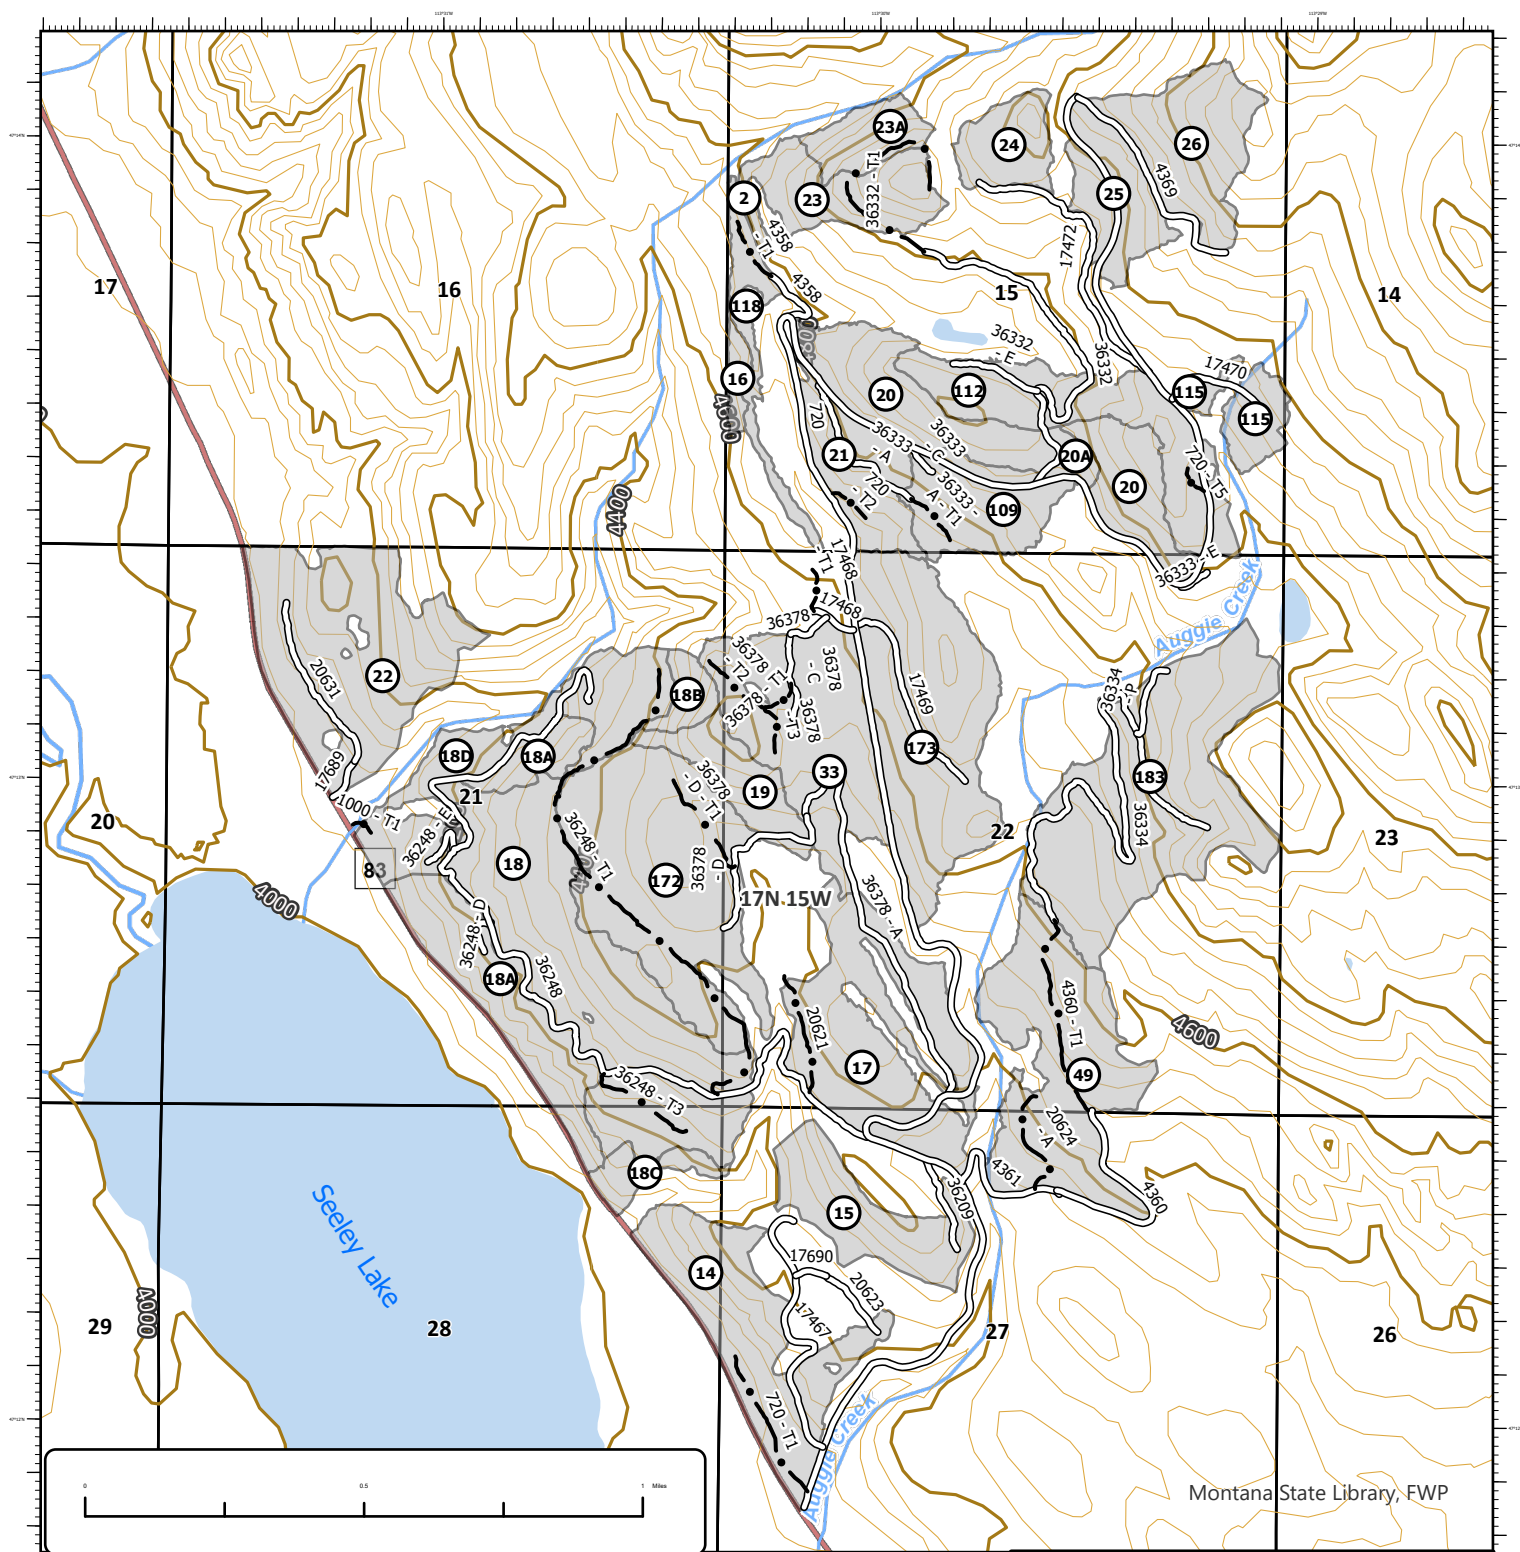 23A
24
26
4369
2
23
36332 - T1
25
4358
- T1
17472
17
16
4358
15
14
118
4800
36332
- E
36332
17470
16
20
112
115
115
4600
720
36333
- C
36333
- A
21
20A
720 - T5
20
720
- T2
36333 -
A - T1
109
4400
17468
- T1
36333 - E
Auggie Creek
17468
36378
22
20631
36378
- T2
36378 - T1
36378
- C
36334
- P
18B
36378
- T3
17469
18D
18A
173
17689
33
183
36378
- D - T1
19
1000 - T1
21
20
36248 - E
36248 - T1
22
36334
23
83
18
172
36378
- D
17N 15W
36378 - A
4000
36248 - D
36248
18A
20621
4360 - T1
4600
17
49
36248 - T3
20624
- A
18C
4361
36209
4360
Seeley Lake
15
14
17690
20623
4000
29
28
17467
27
26
720 - T1
Auggie Creek
0
0.5
1
Miles
Montana State Library, FWP